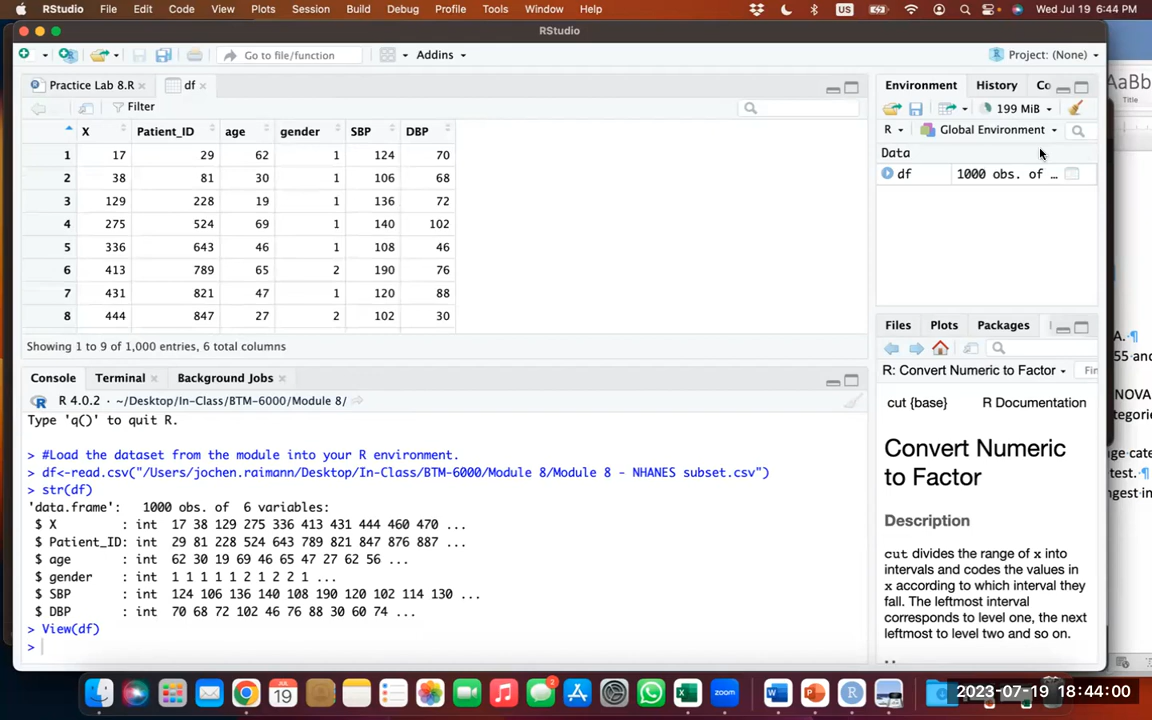 RStudio File Edit Code View Plots Session Build Debug Profile Tools Window Help US Wed Jul 19 6:44 PM
RStudio
Go to file/function Addins Project: (None)
Practice Lab 8.R df
Filter
X Patient_ID age gender SBP DBP
1 17 29 62 1 124 70
2 38 81 30 1 106 68
3 129 228 19 1 136 72
4 275 524 69 1 140 102
5 336 643 46 1 108 46
6 413 789 65 2 190 76
7 431 821 47 1 120 88
8 444 847 27 2 102 30
Showing 1 to 9 of 1,000 entries, 6 total columns
Console Terminal Background Jobs
R 4.0.2 · ~/Desktop/In-Class/BTM-6000/Module 8/
Type 'q()' to quit R.
> #Load the dataset from the module into your R environment.
> df<-read.csv("/Users/jochen.raimann/Desktop/In-Class/BTM-6000/Module 8/Module 8 - NHANES subset.csv")
> str(df)
'data.frame': 1000 obs. of 6 variables:
$ X : int 17 38 129 275 336 413 431 444 460 470 ...
$ Patient_ID: int 29 81 228 524 643 789 821 847 876 887 ...
$ age : int 62 30 19 69 46 65 47 27 62 56 ...
$ gender : int 1 1 1 1 1 2 1 2 2 1 ...
$ SBP : int 124 106 136 140 108 190 120 102 114 130 ...
$ DBP : int 70 68 72 102 46 76 88 30 60 74 ...
> View(df)
>
Environment History Co
199 MiB
R Global Environment
Data
df 1000 obs. of ...
Files Plots Packages
R: Convert Numeric to Factor Fin
cut {base} R Documentation
Convert Numeric
to Factor
Description
cut divides the range of x into
intervals and codes the values in
x according to which interval they
fall. The leftmost interval
corresponds to level one, the next
leftmost to level two and so on.
AaBb
Title
A. ¶
55 and
NOVA
tegorie
ge cate
test. ¶
gest in
2
19
zoom
2023-07-19 18:44:00